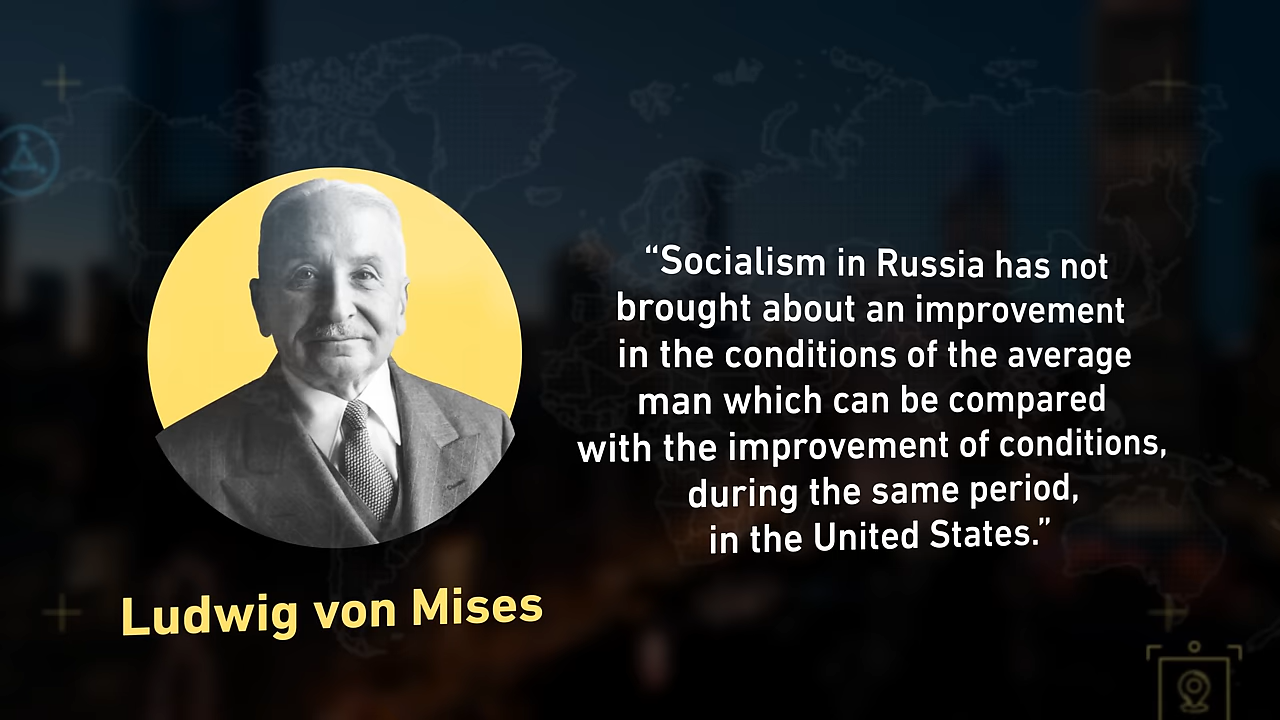 “Socialism in Russia has not
brought about an improvement
in the conditions of the average
man which can be compared
with the improvement of conditions,
during the same period,
in the United States.”
Ludwig von Mises